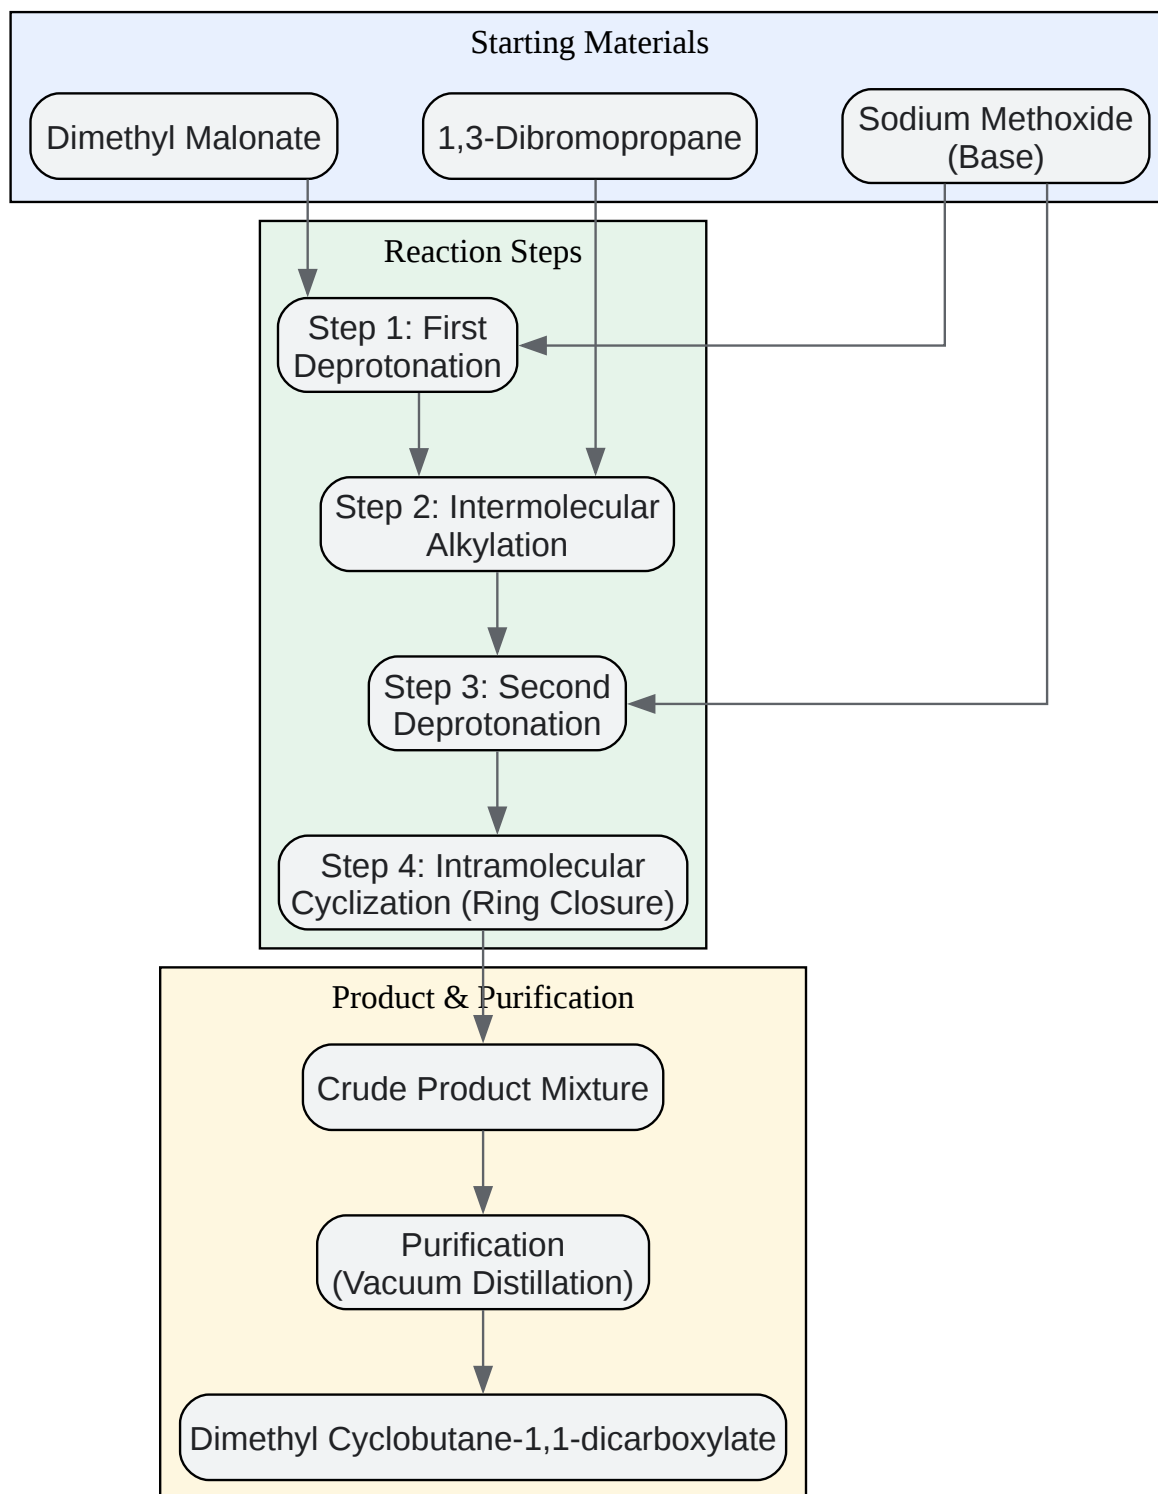 Starting Materials
Dimethyl Malonate
1,3-Dibromopropane
Sodium Methoxide
(Base)
Reaction Steps
Step 1: First
Deprotonation
Step 2: Intermolecular
Alkylation
Step 3: Second
Deprotonation
Step 4: Intramolecular
Cyclization (Ring Closure)
Product & Purification
Crude Product Mixture
Purification
(Vacuum Distillation)
Dimethyl Cyclobutane-1,1-dicarboxylate